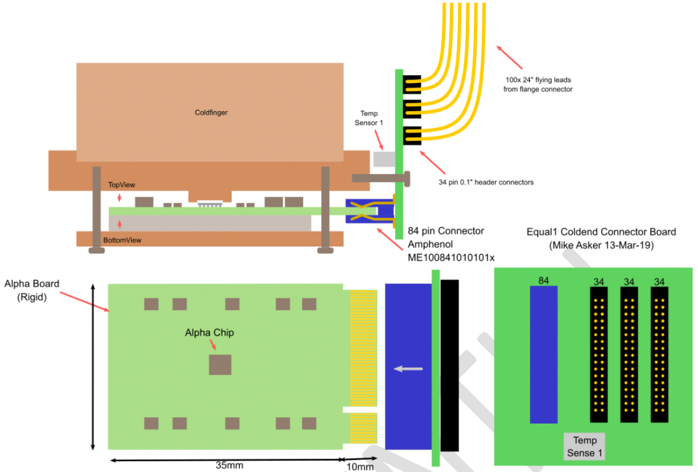 100x 24" flying leads
from flange connector
Coldfinger
Temp
Sensor 1
34 pin 0.1" header connectors
TopView
BottomView
84 pin Connector
Amphenol
ME100841010101x
Equal1 Coldend Connector Board
(Mike Asker 13-Mar-19)
Alpha Board
(Rigid)
Alpha Chip
84
34
34
34
Temp
Sense 1
35mm
10mm